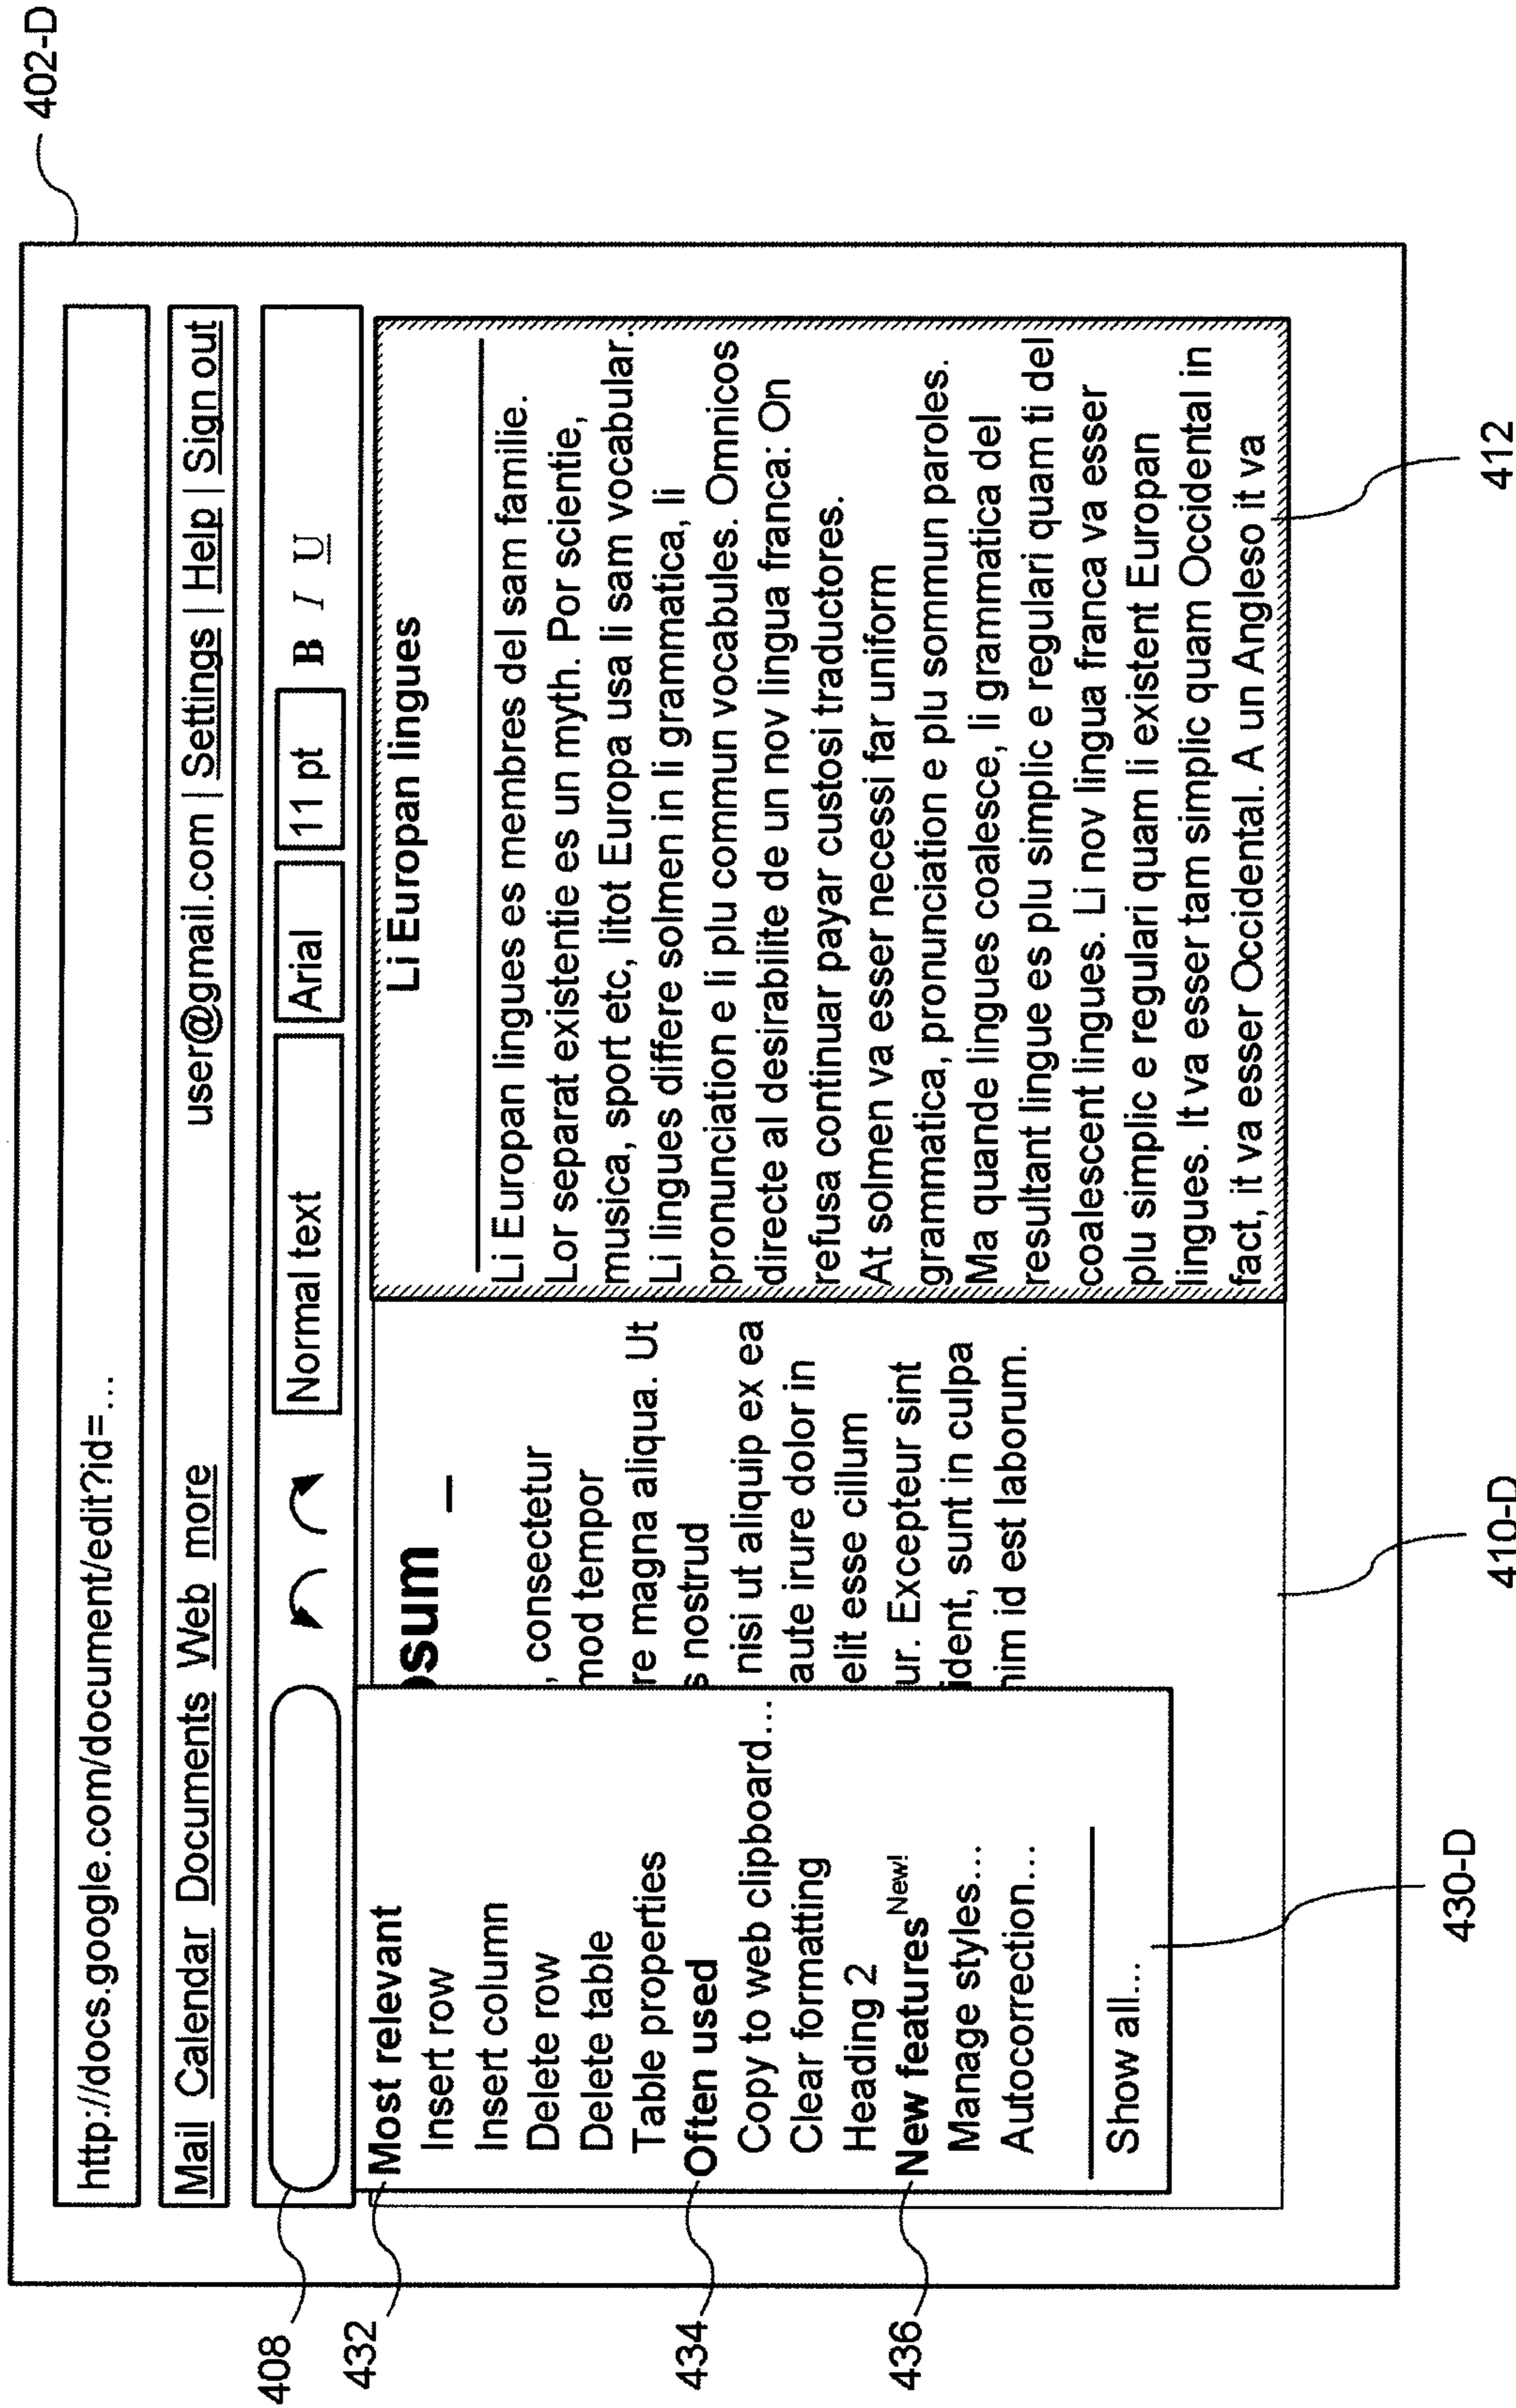 402-D
http://docs.google.com/document/edit?id=...
Mail Calendar Documents Web more
user@gmail.com | Settings | Help | Sign out
Normal text
Arial
11 pt
B I U
408
432
Most relevant
Insert row
Insert column
Delete row
Delete table
Table properties
434
Often used
Copy to web clipboard...
Clear formatting
Heading 2
436
New features New!
Manage styles...
Autocorrection...
Show all...
430-D
osum
, consectetur
mod tempor
re magna aliqua. Ut
s nostrud
nisi ut aliquip ex ea
aute irure dolor in
elit esse cillum
ur. Excepteur sint
ident, sunt in culpa
nim id est laborum.
410-D
Li Europan lingues
Li Europan lingues es membres del sam familie.
Lor separat existentie es un myth. Por scientie,
musica, sport etc, litot Europa usa li sam vocabular.
Li lingues differe solmen in li grammatica, li
pronunciation e li plu commun vocabules. Omnicos
directe al desirabilite de un nov lingua franca: On
refusa continuar payar custosi traductores.
At solmen va esser necessi far uniform
grammatica, pronunciation e plu sommun paroles.
Ma quande lingues coalesce, li grammatica del
resultant lingue es plu simplic e regulari quam ti del
coalescent lingues. Li nov lingua franca va esser
plu simplic e regulari quam li existent Europan
lingues. It va esser tam simplic quam Occidental in
fact, it va esser Occidental. A un Angleso it va
412